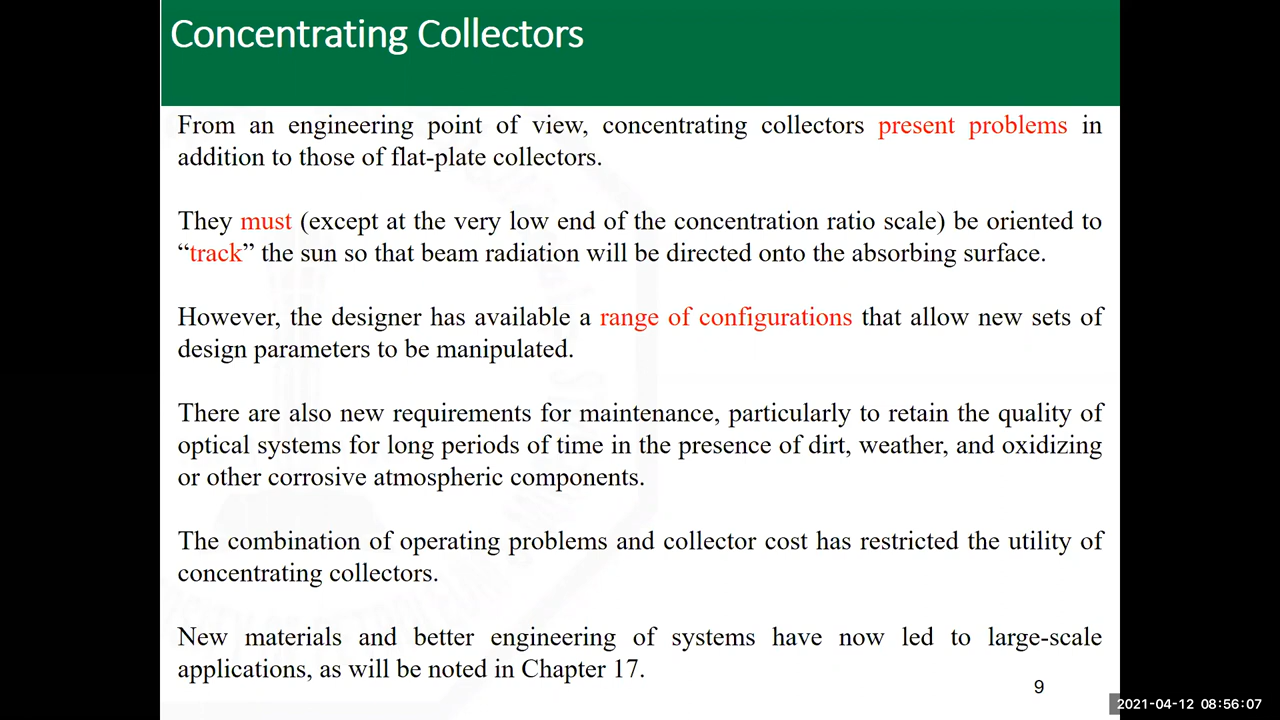 Concentrating Collectors
From an engineering point of view, concentrating collectors present problems in
addition to those of flat-plate collectors.
They must (except at the very low end of the concentration ratio scale) be oriented to
“track” the sun so that beam radiation will be directed onto the absorbing surface.
However, the designer has available a range of configurations that allow new sets of
design parameters to be manipulated.
There are also new requirements for maintenance, particularly to retain the quality of
optical systems for long periods of time in the presence of dirt, weather, and oxidizing
or other corrosive atmospheric components.
The combination of operating problems and collector cost has restricted the utility of
concentrating collectors.
New materials and better engineering of systems have now led to large-scale
applications, as will be noted in Chapter 17.
9
2021-04-12 08:56:07